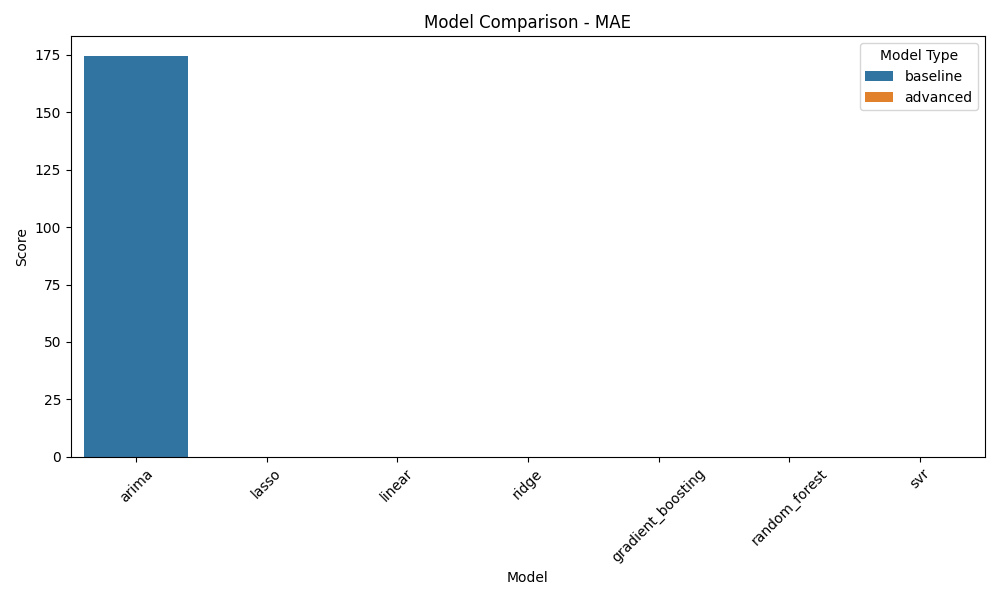 Model Comparison - MAE
Model Type
baseline
advanced
Score
175
150
125
100
75
50
25
0
arima
lasso
linear
ridge
gradient_boosting
random_forest
svr
Model